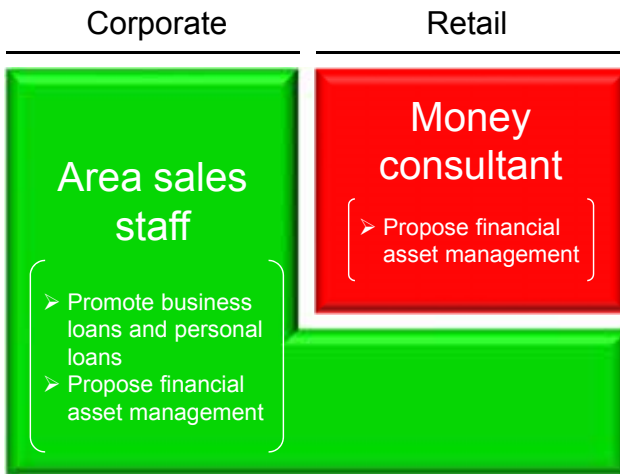 Corporate
Retail
Area sales
staff
➢ Promote business
loans and personal
loans
➢ Propose financial
asset management
Money
consultant
➢ Propose financial
asset management